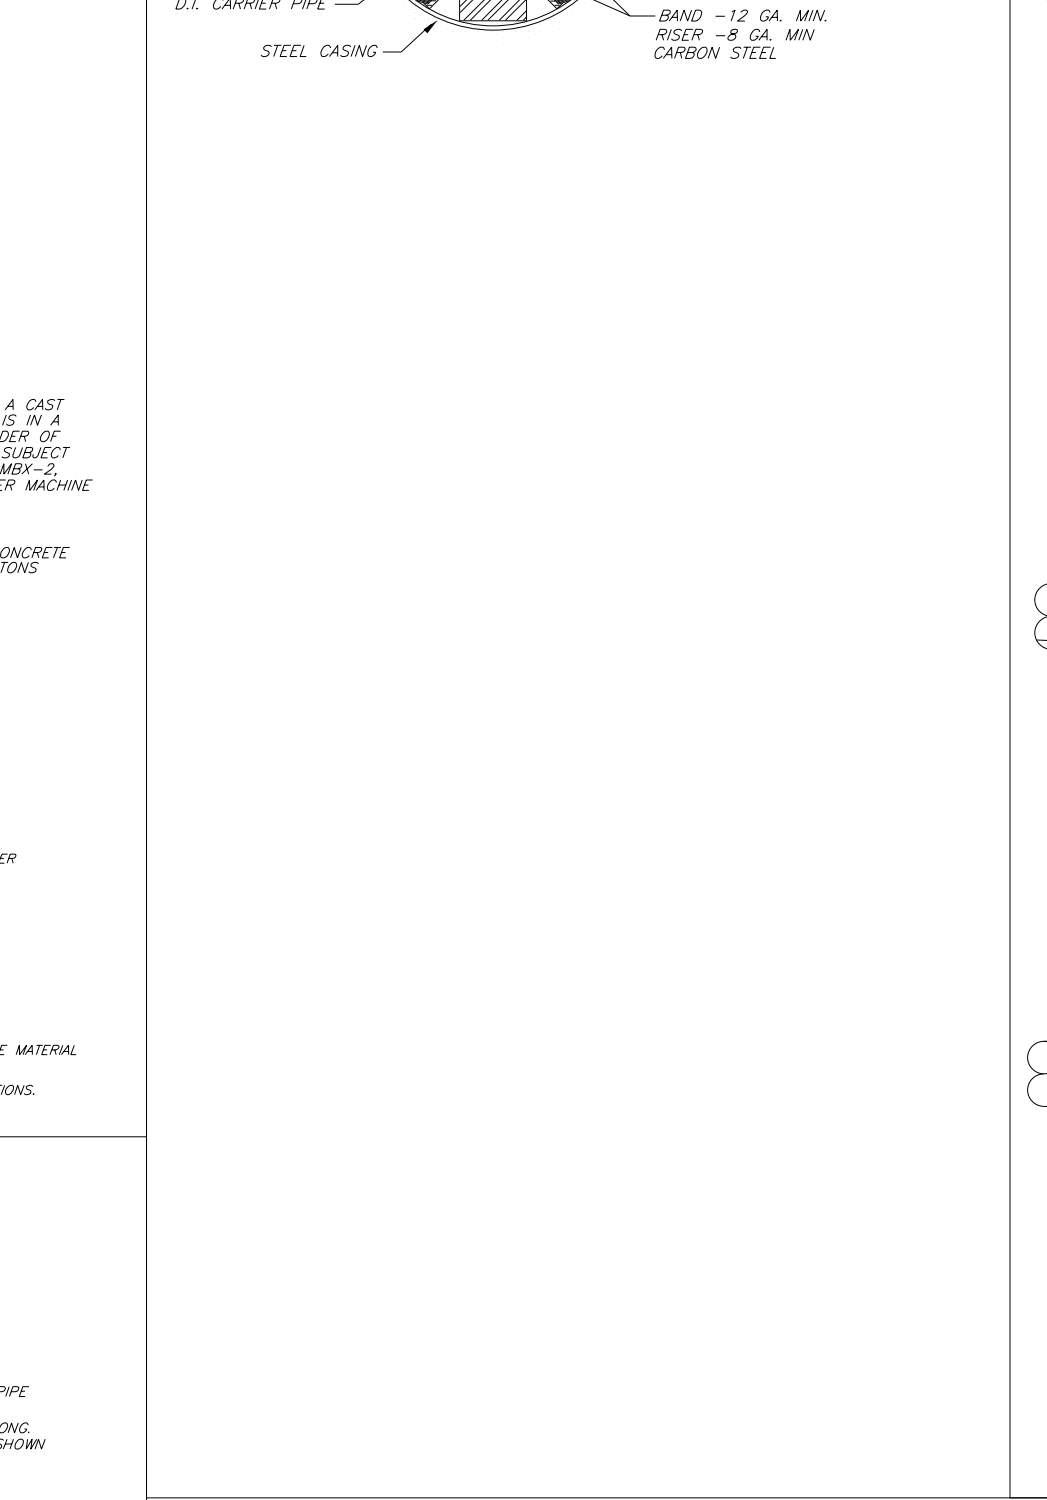 D.I. CARRIER PIPE
STEEL CASING
BAND -12 GA. MIN.
RISER -8 GA. MIN
CARBON STEEL
A CAST
IS IN A
DER OF
SUBJECT
MBX-2,
ER MACHINE
ONCRETE
TONS
ER
E MATERIAL
TIONS.
PIPE
ONG.
SHOWN